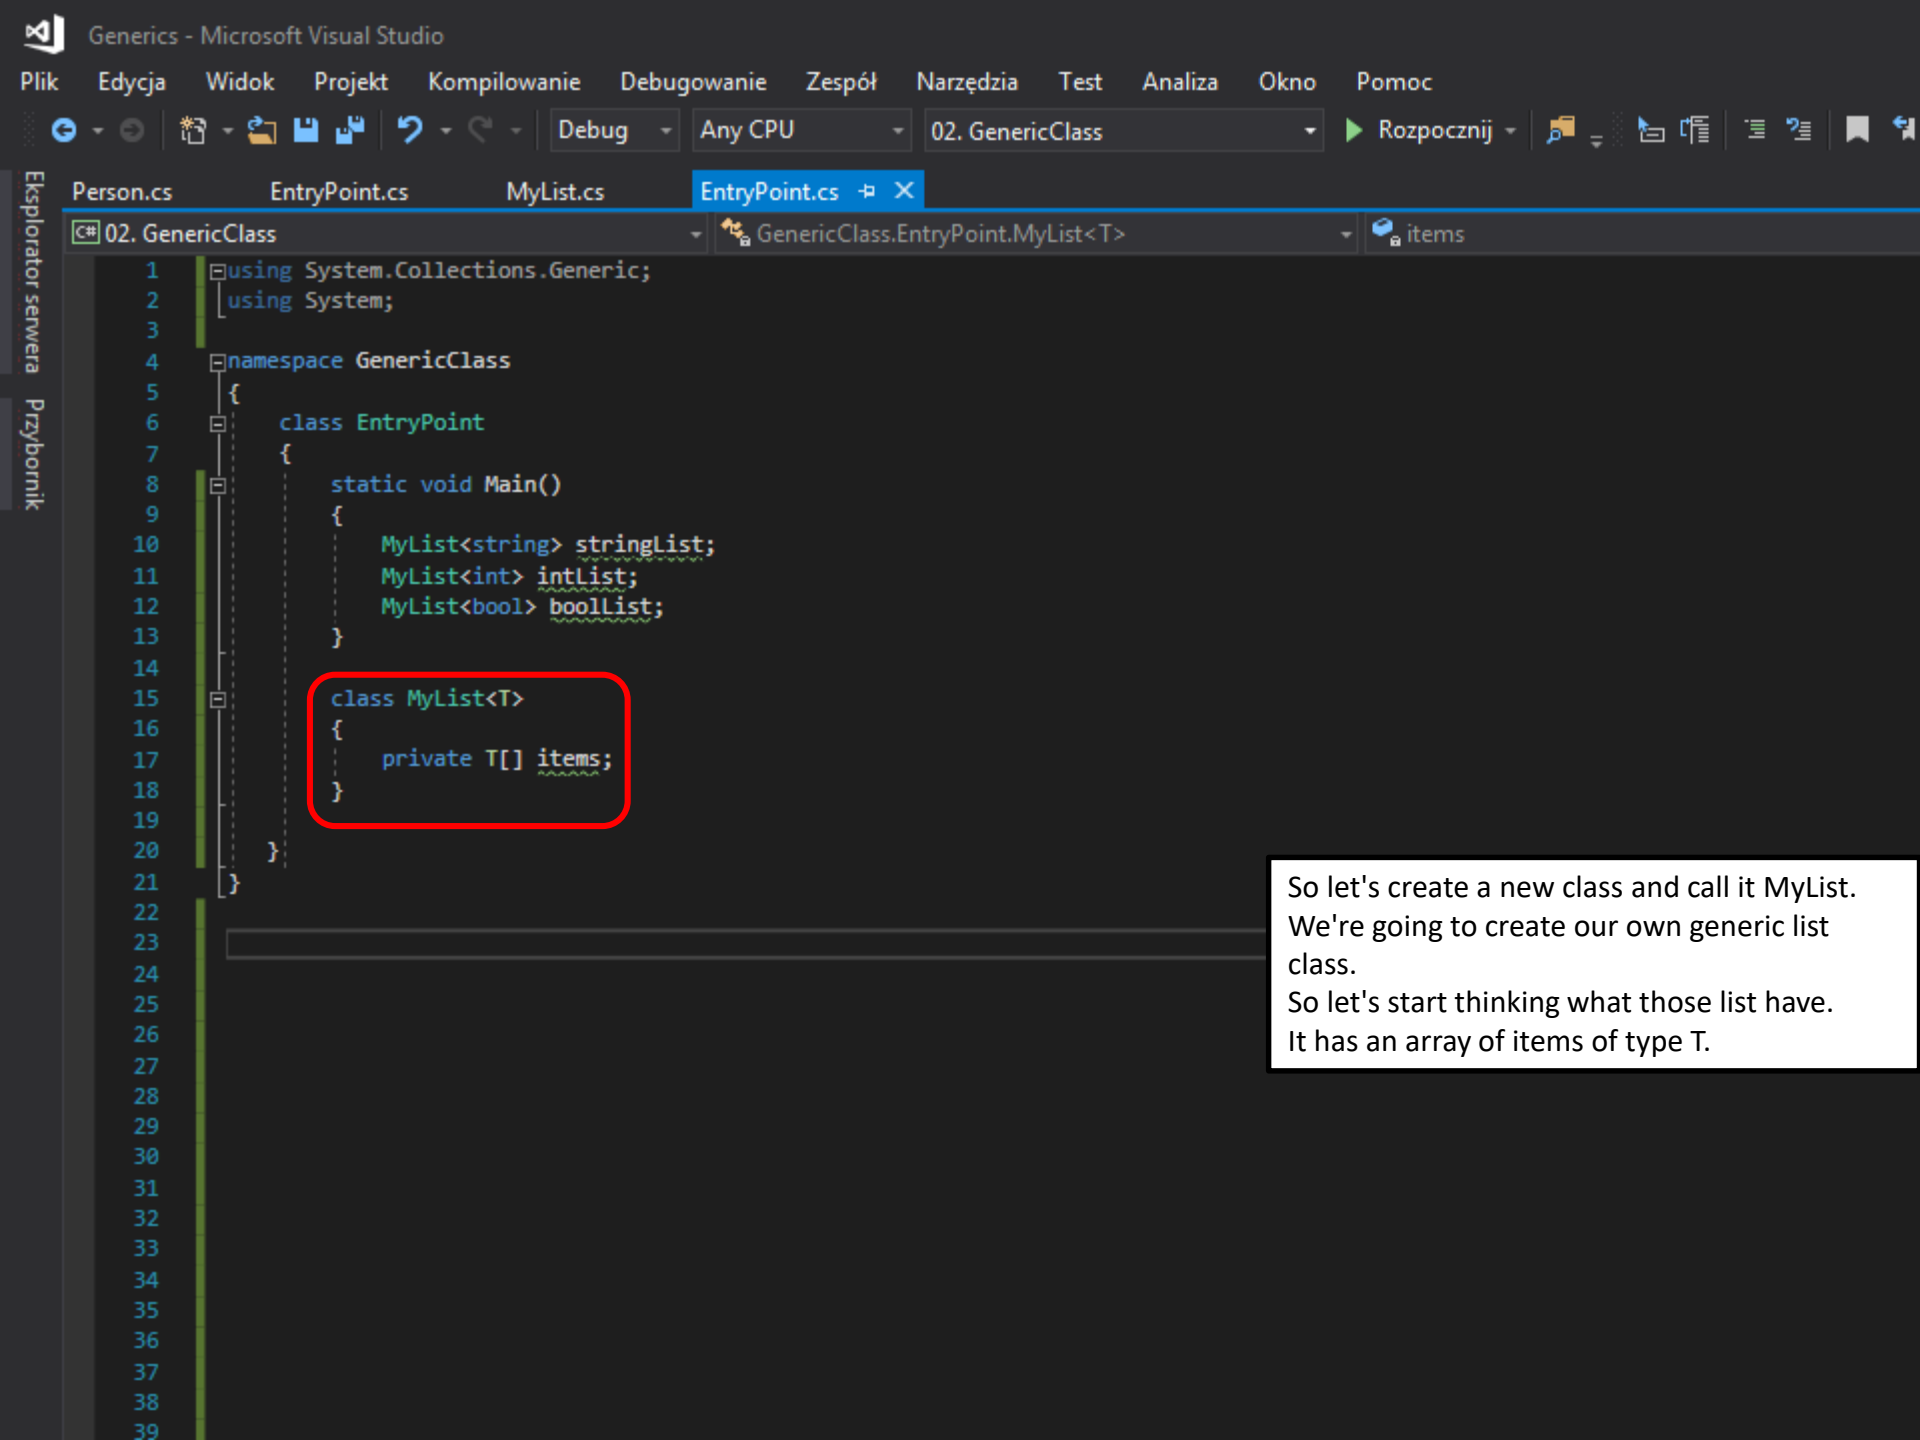 Generics - Microsoft Visual Studio
Plik Edycja Widok Projekt Kompilowanie Debugowanie Zespół Narzędzia Test Analiza Okno Pomoc
Debug Any CPU 02. GenericClass Rozpocznij
Eksplorator serwera
Przybornik
Person.cs EntryPoint.cs MyList.cs EntryPoint.cs
C# 02. GenericClass GenericClass.EntryPoint.MyList<T> items
1 using System.Collections.Generic;
2 using System;
3
4 namespace GenericClass
5 {
6 class EntryPoint
7 {
8 static void Main()
9 {
10 MyList<string> stringList;
11 MyList<int> intList;
12 MyList<bool> boolList;
13 }
14
15 class MyList<T>
16 {
17 private T[] items;
18 }
19
20 }
21 }
22
23
24
25
26
27
28
29
30
31
32
33
34
35
36
37
38
39
So let's create a new class and call it MyList.
We're going to create our own generic list
class.
So let's start thinking what those list have.
It has an array of items of type T.